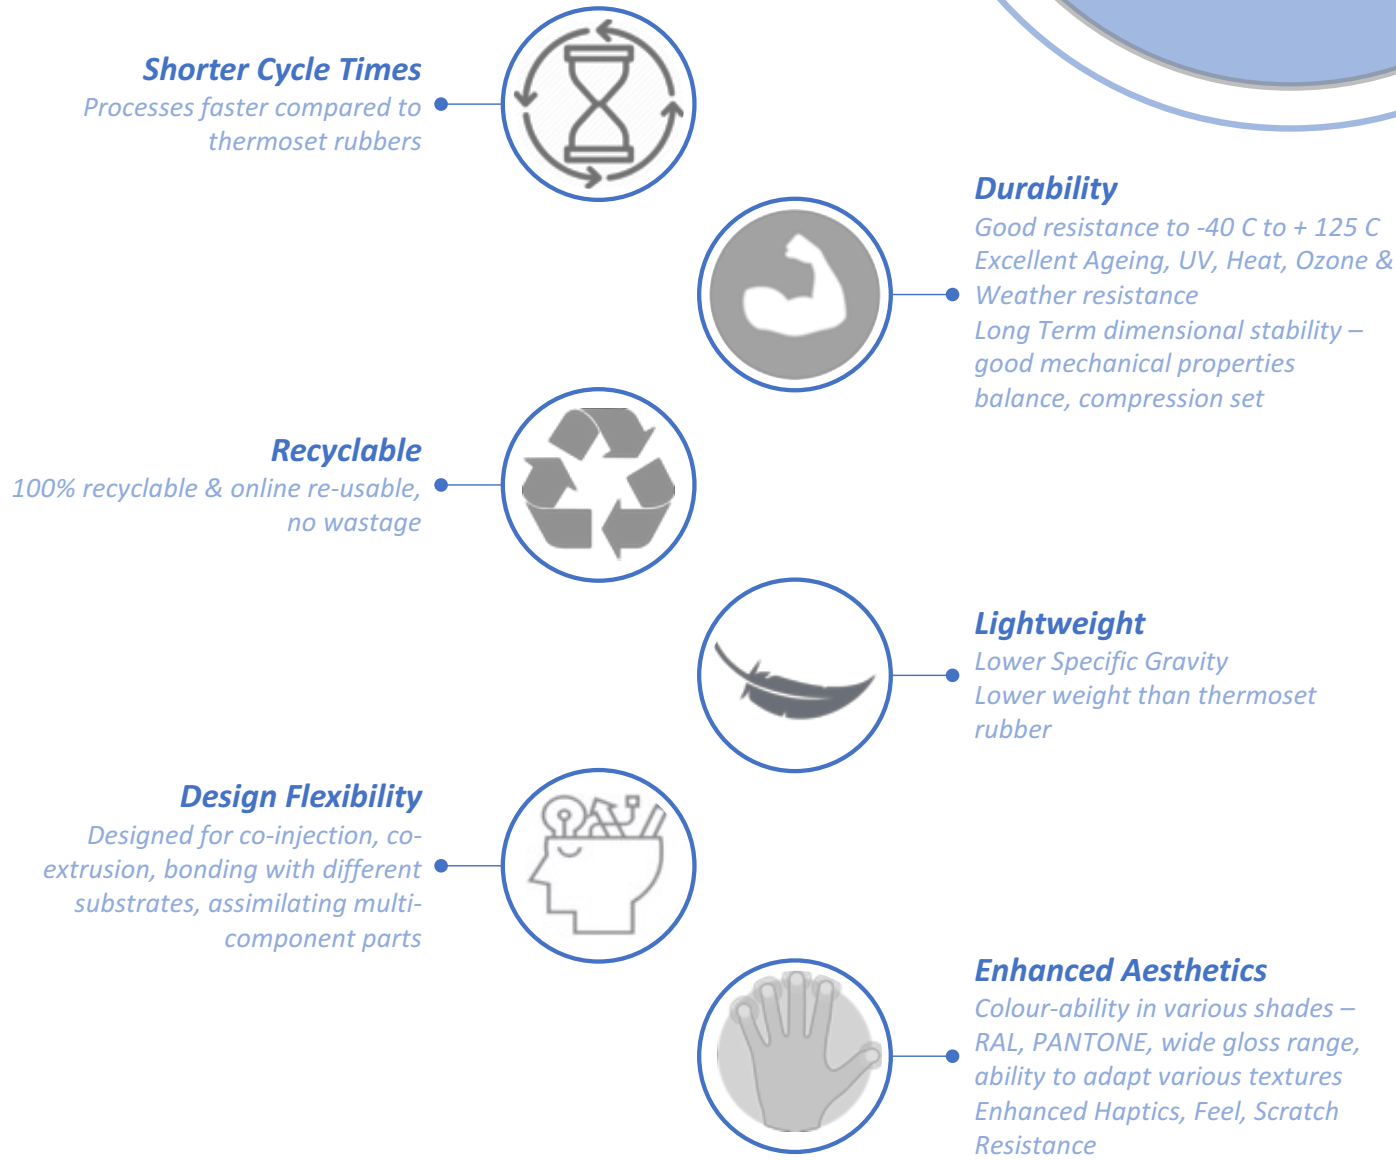 Shorter Cycle Times
Processes faster compared to
thermoset rubbers
Durability
Good resistance to -40 C to + 125 C
Excellent Ageing, UV, Heat, Ozone &
Weather resistance
Long Term dimensional stability –
good mechanical properties
balance, compression set
Recyclable
100% recyclable & online re-usable,
no wastage
Lightweight
Lower Specific Gravity
Lower weight than thermoset
rubber
Design Flexibility
Designed for co-injection, co-
extrusion, bonding with different
substrates, assimilating multi-
component parts
Enhanced Aesthetics
Colour-ability in various shades –
RAL, PANTONE, wide gloss range,
ability to adapt various textures
Enhanced Haptics, Feel, Scratch
Resistance